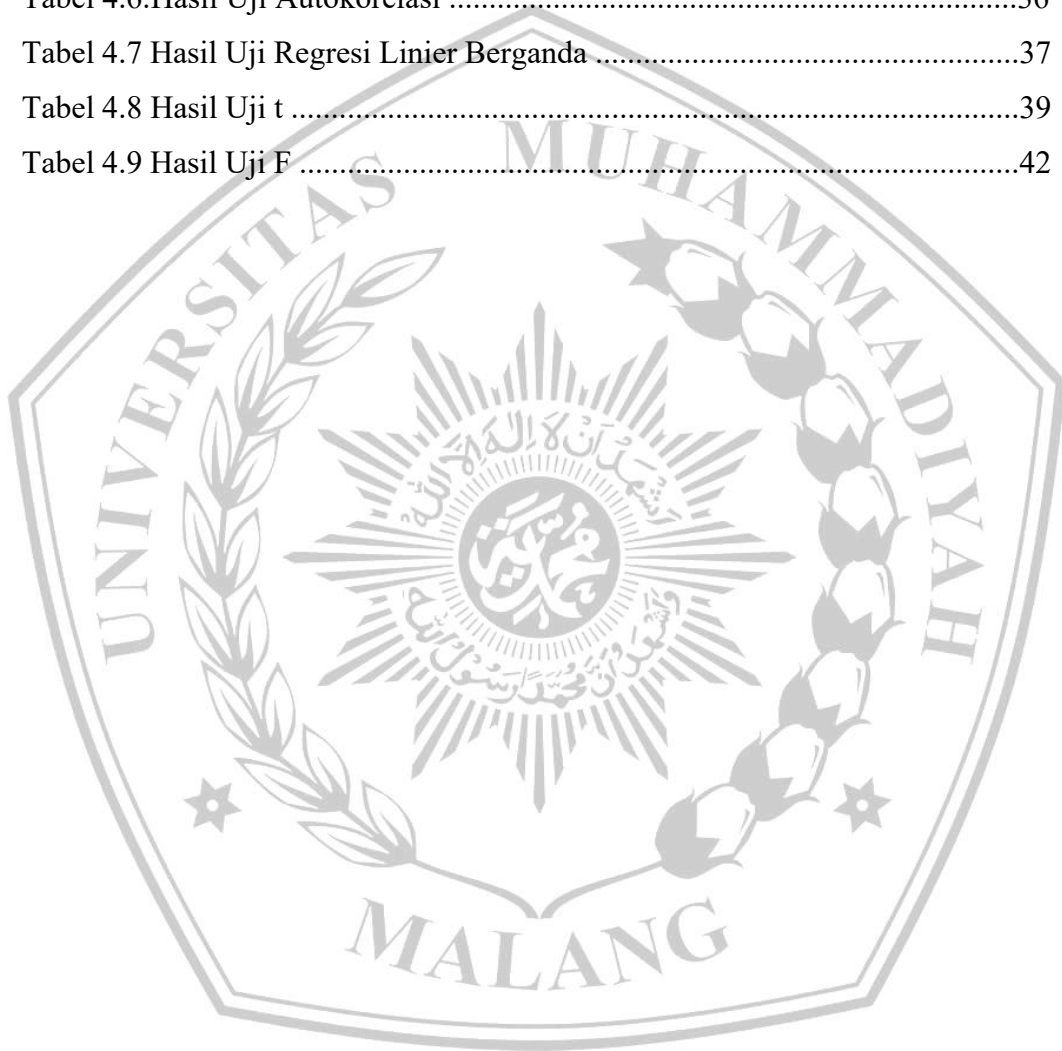 Tabel 4.6.Hasil Uji Autokorelasi ....................................................................36
Tabel 4.7 Hasil Uji Regresi Linier Berganda ...................................................37
Tabel 4.8 Hasil Uji t ........................................................................................39
Tabel 4.9 Hasil Uji F .......................................................................................42
UNIVERSITAS MUHAMMADIYAH
MALANG